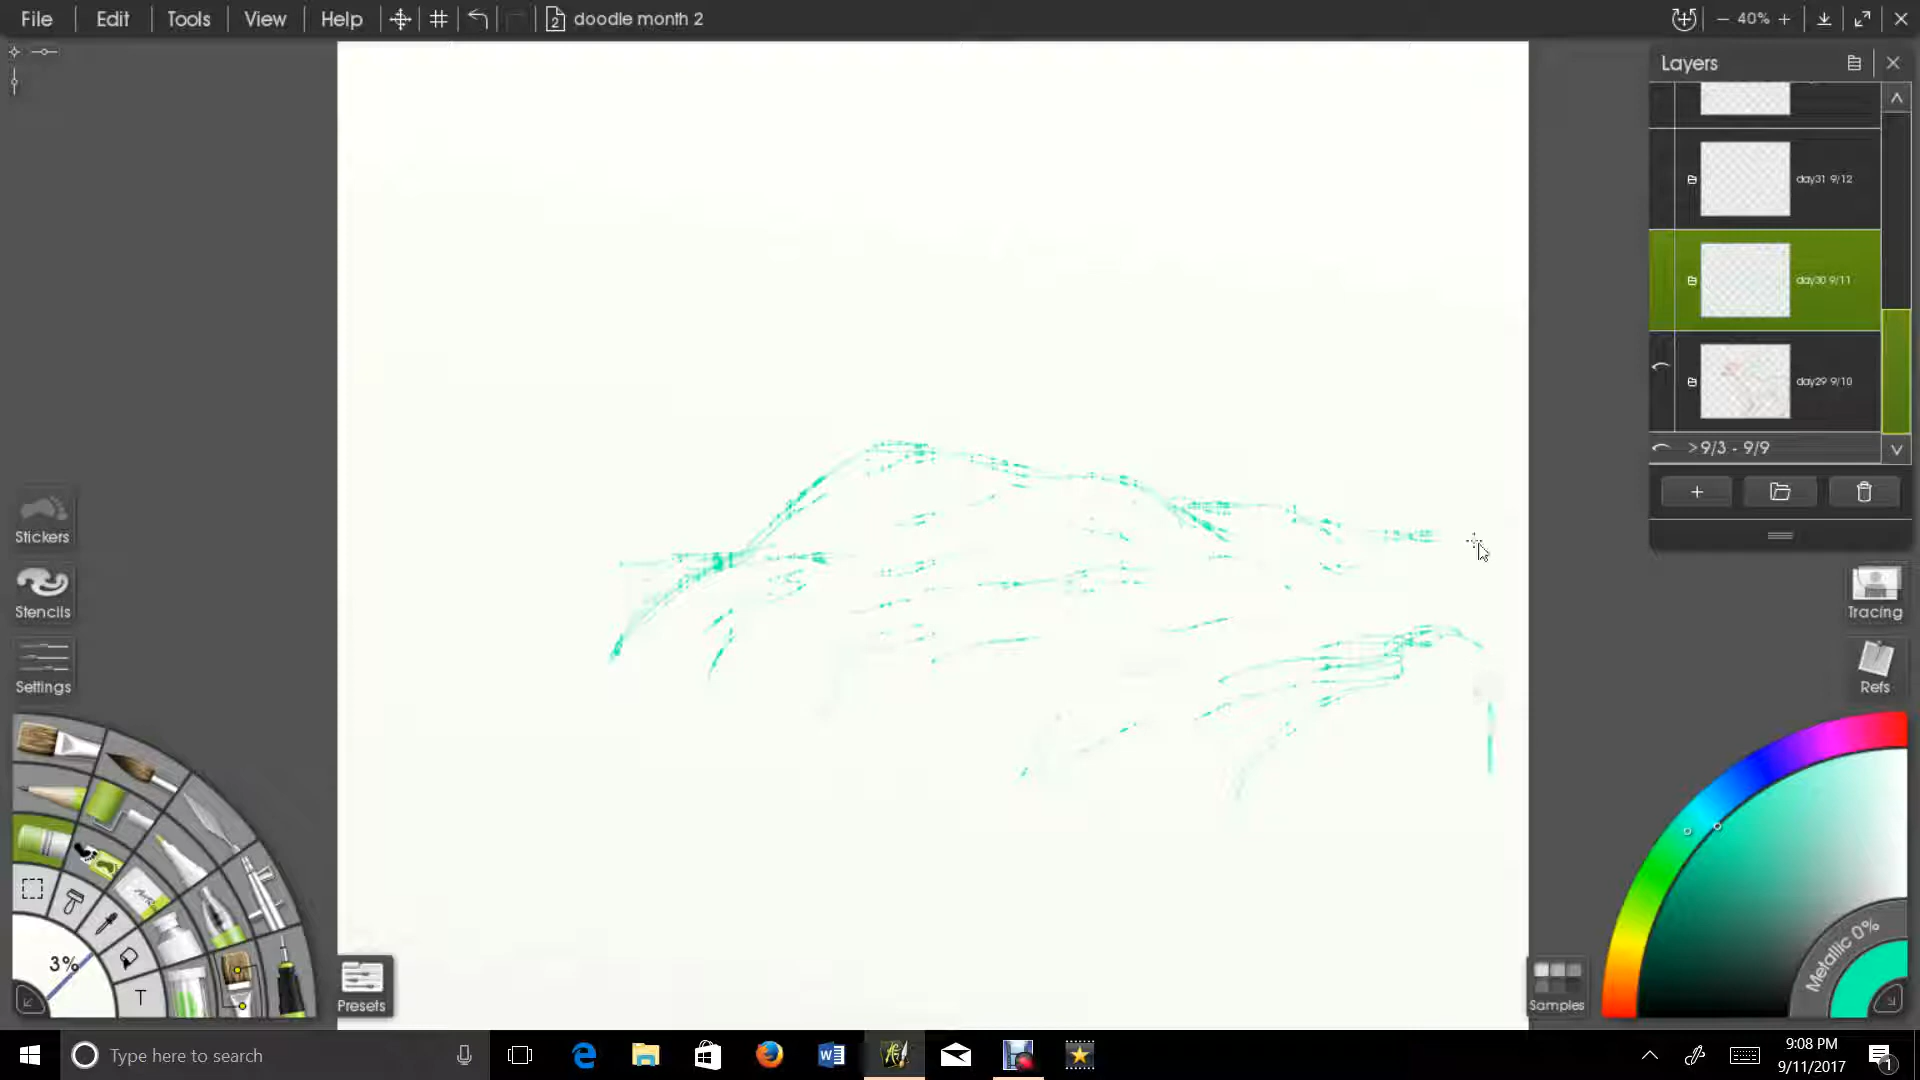 File Edit Tools View Help doodle month 2 40%
Layers
day31 9/12
day30 9/11
day29 9/10
>9/3 - 9/9
Stickers
Stencils
Settings
Tracing
Refs
3%
T
Presets
Metallic 0%
Samples
Type here to search
9:08 PM
9/11/2017
1